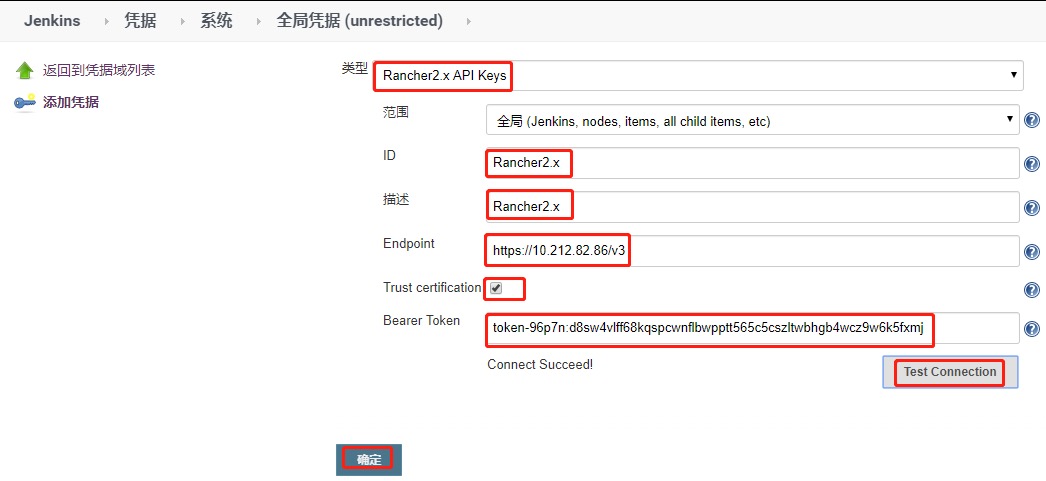 Jenkins 凭据 系统 全局凭据 (unrestricted)
返回到凭据域列表
添加凭据
类型 Rancher2.x API Keys
范围 全局 (Jenkins, nodes, items, all child items, etc)
ID Rancher2.x
描述 Rancher2.x
Endpoint https://10.212.82.86/v3
Trust certification
Bearer Token token-96p7n:d8sw4vlff68kqspcwnflbwpptt565c5cszltwbhgb4wcz9w6k5fxmj
Connect Succeed! Test Connection
确定